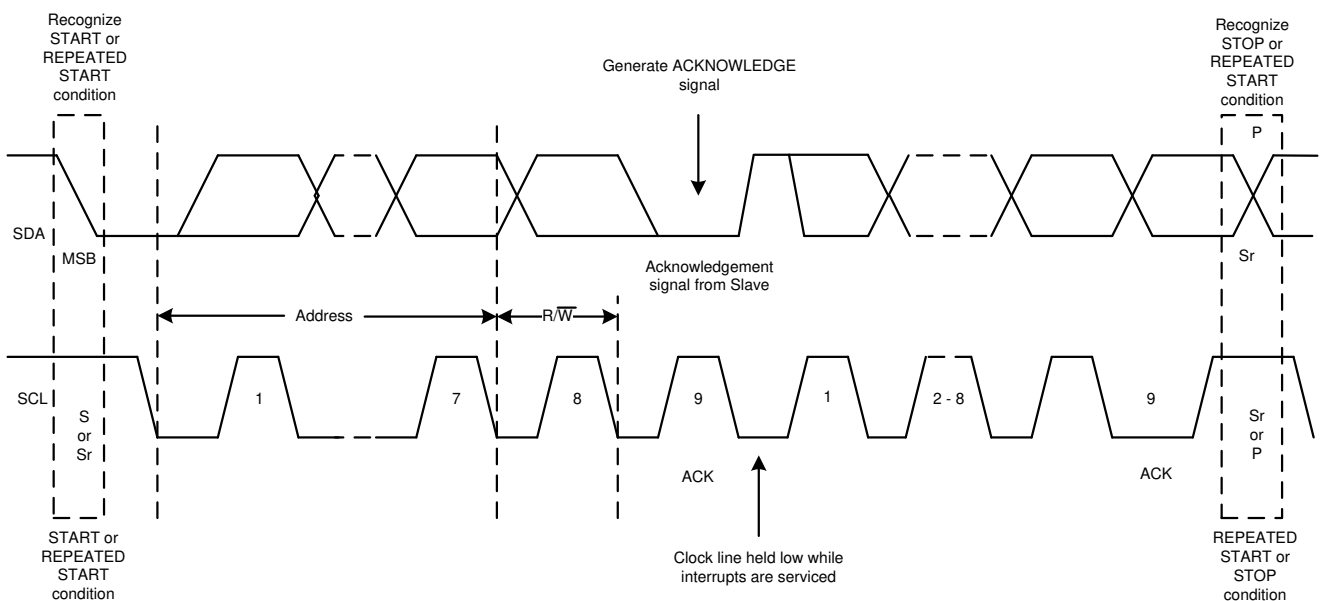 Recognize
START or
REPEATED
START
condition
Generate ACKNOWLEDGE
signal
Recognize
STOP or
REPEATED
START
condition
P
SDA
MSB
Acknowledgement
signal from Slave
Sr
Address
R/W
SCL
S
or
Sr
1
7
8
9
1
2 - 8
9
Sr
or
P
ACK
ACK
START or
REPEATED
START
condition
Clock line held low while
interrupts are serviced
REPEATED
START or
STOP
condition